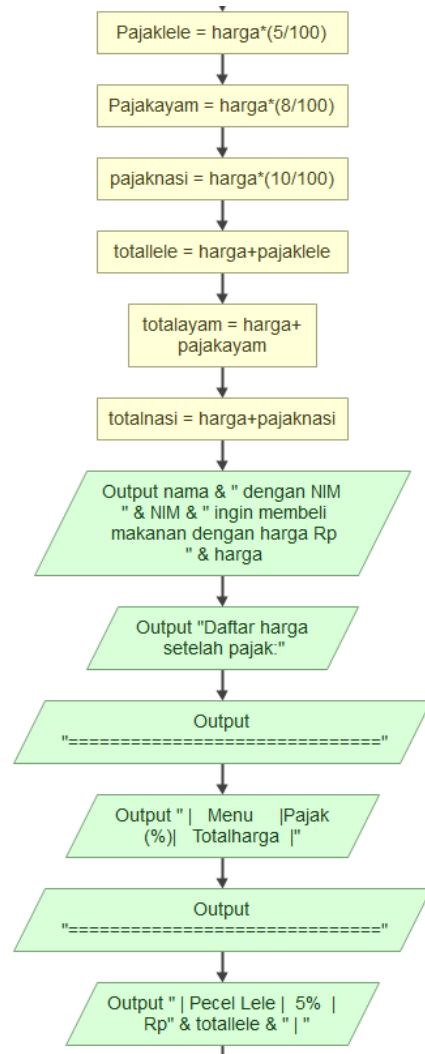 Pajaklele = harga*(5/100)
Pajakayam = harga*(8/100)
pajaknasi = harga*(10/100)
totallele = harga+pajaklele
totalayam = harga+
pajakayam
totalnasi = harga+pajaknasi
Output nama & " dengan NIM
" & NIM & " ingin membeli
makanan dengan harga Rp
" & harga
Output "Daftar harga
setelah pajak:"
Output
"=============================="
Output " |   Menu     |Pajak
(%)|   Totalharga  |"
Output
"=============================="
Output " | Pecel Lele |  5%  |
Rp" & totallele & " | "